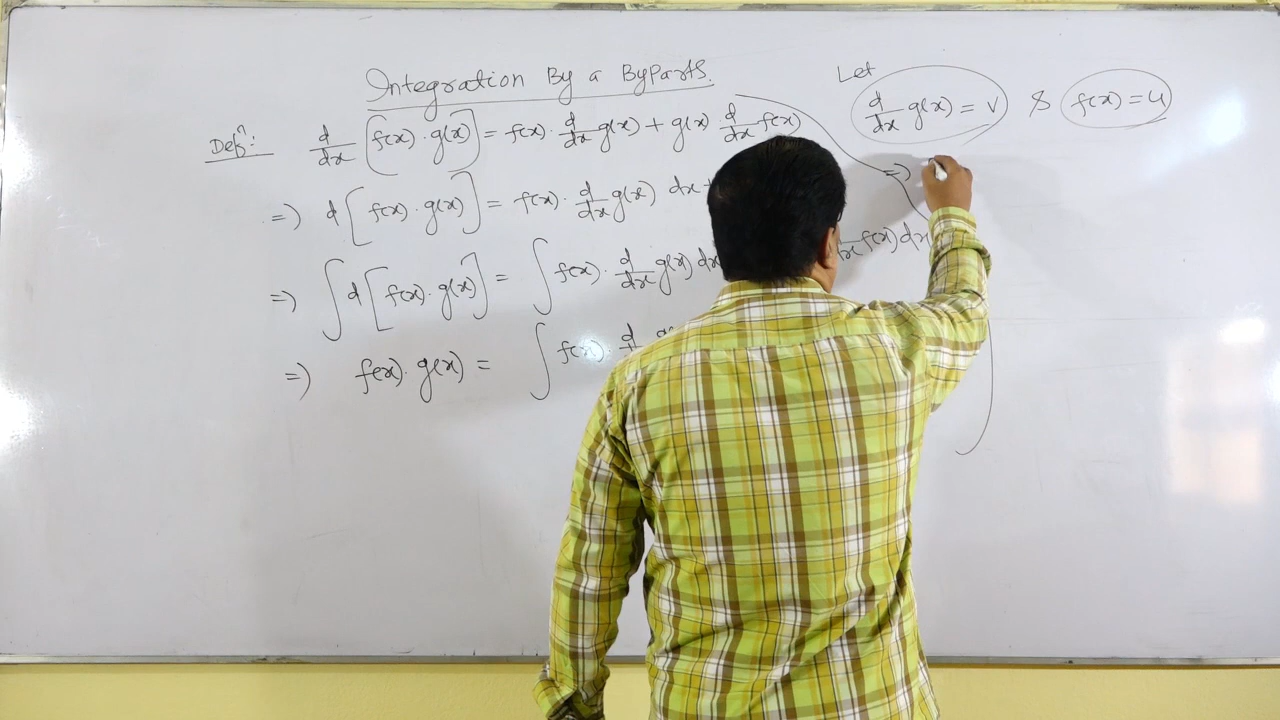 Integration By a ByParts.
Let
d/dx g(x) = v & f(x) = u
Defⁿ: d/dx [f(x) · g(x)] = f(x) · d/dx g(x) + g(x) · d/dx f(x)
=)
=) d[f(x) · g(x)] = f(x) · d/dx g(x) dx +
=) ∫ d[f(x) · g(x)] = ∫ f(x) · d/dx g(x) dx f(x) dx
=) f(x) · g(x) = ∫ f(x) · d/dx